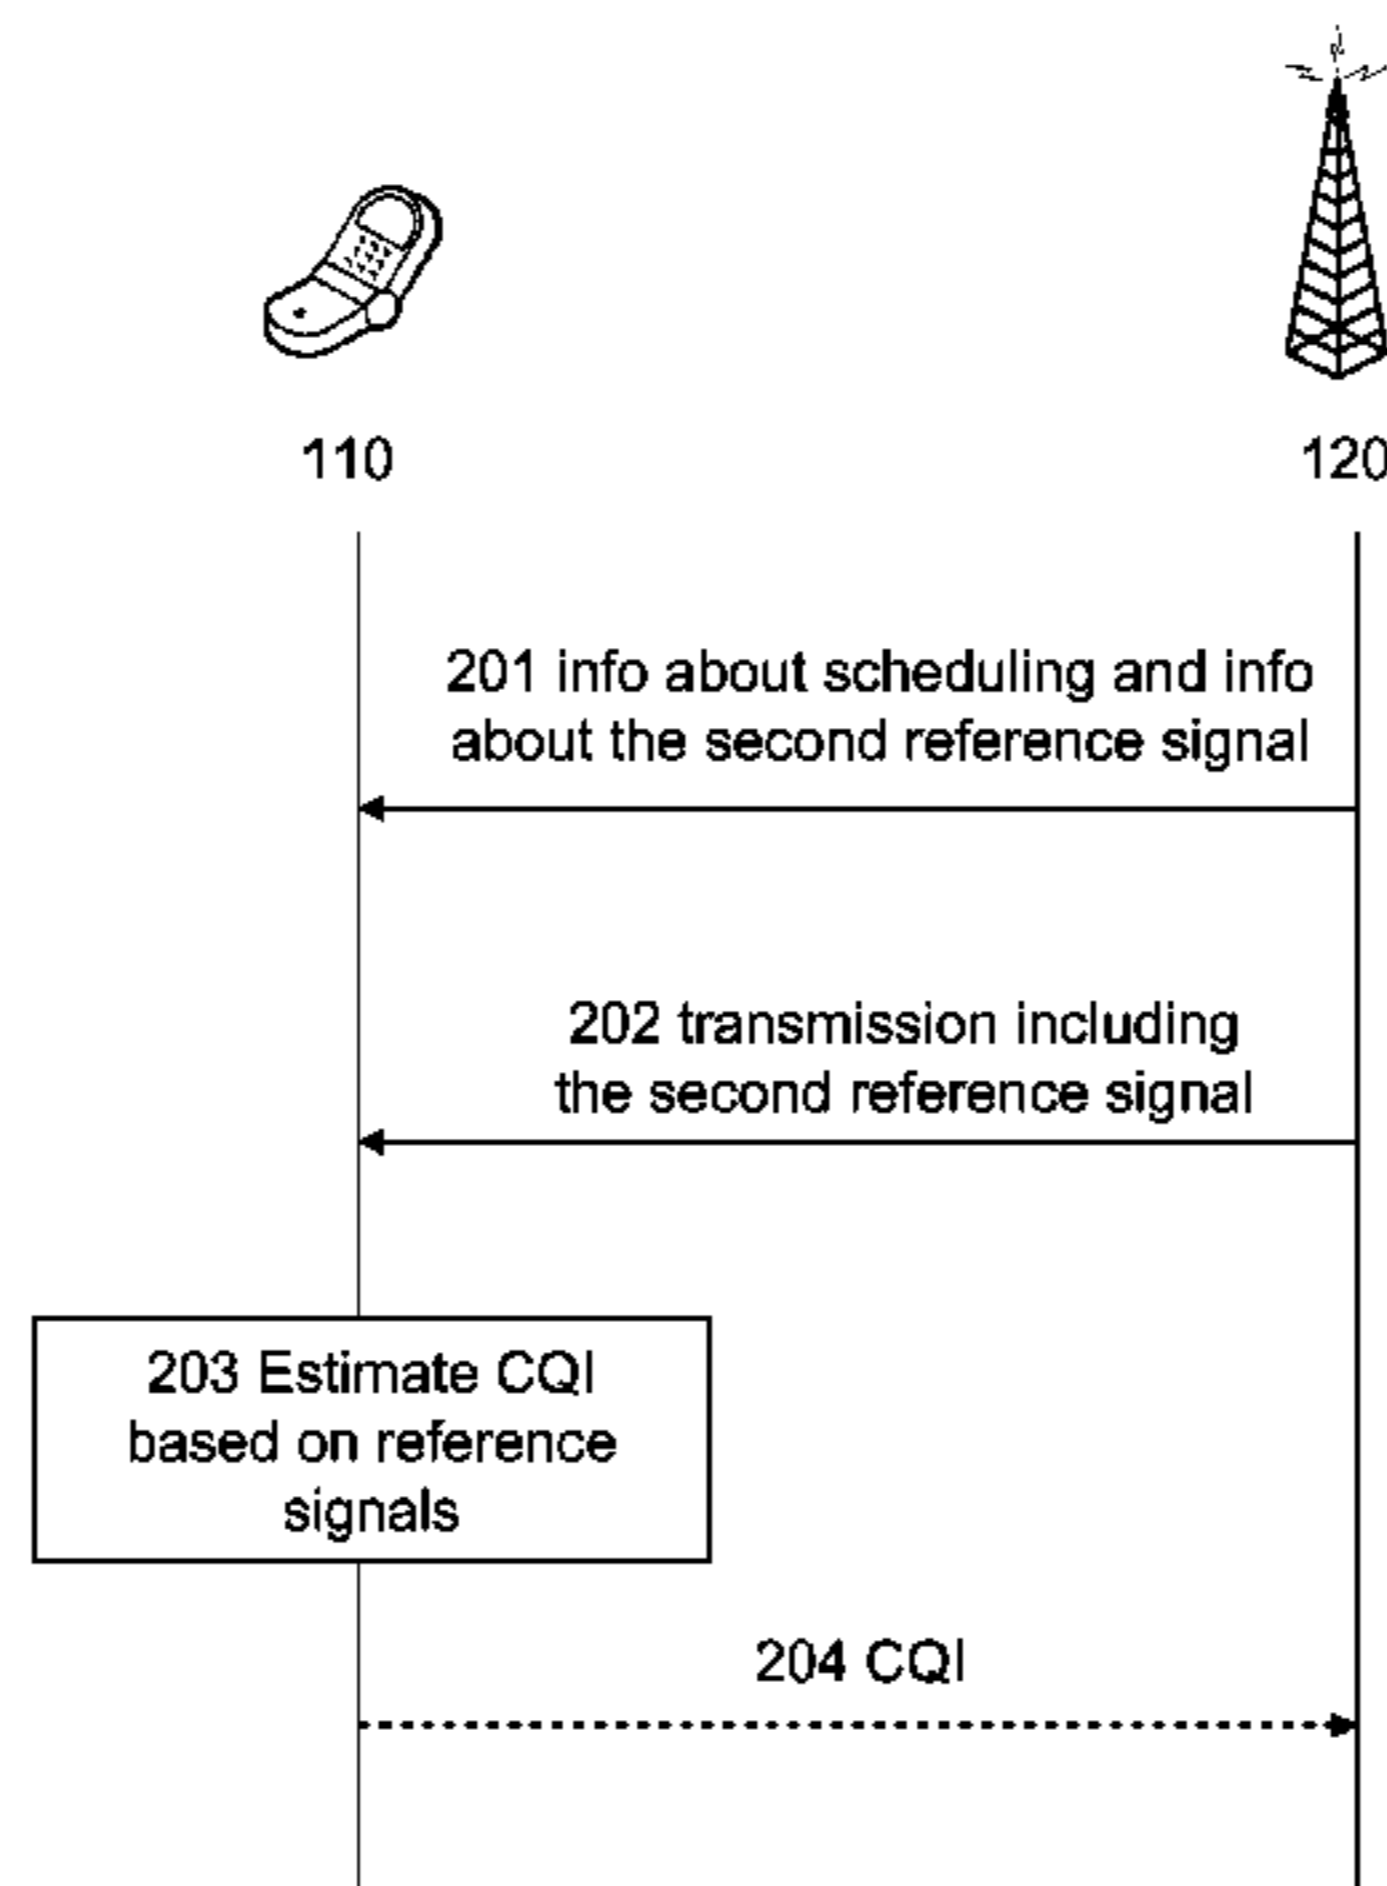 110
120
201 info about scheduling and info
about the second reference signal
202 transmission including
the second reference signal
203 Estimate CQI
based on reference
signals
204 CQI